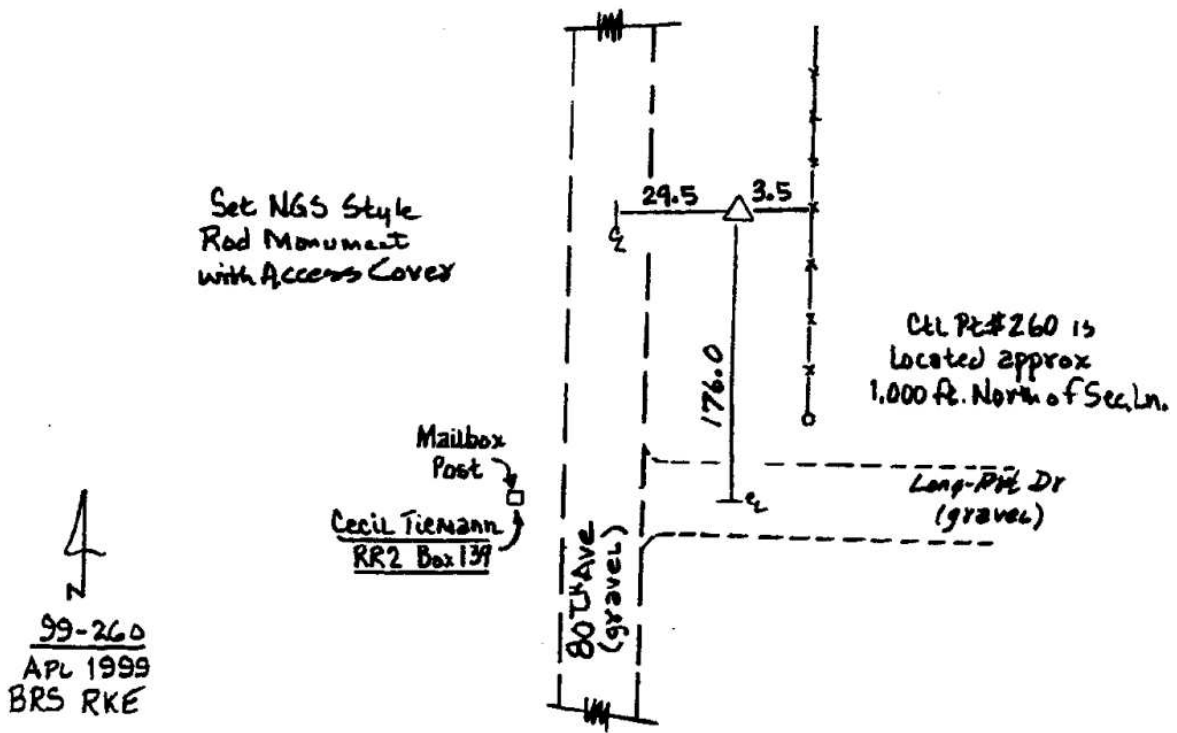 Set NGS Style
Rod Monument
with Access Cover
29.5
3.5
℄
176.0
Ctl Pt#260 is
Located approx
1,000 ft. North of Sec. Ln.
Mailbox
Post
Cecil Tiemann
RR2 Box 139
℄
Long-Pvt Dr
(gravel)
80TH AVE
(gravel)
N
99-260
APL 1999
BRS RKE